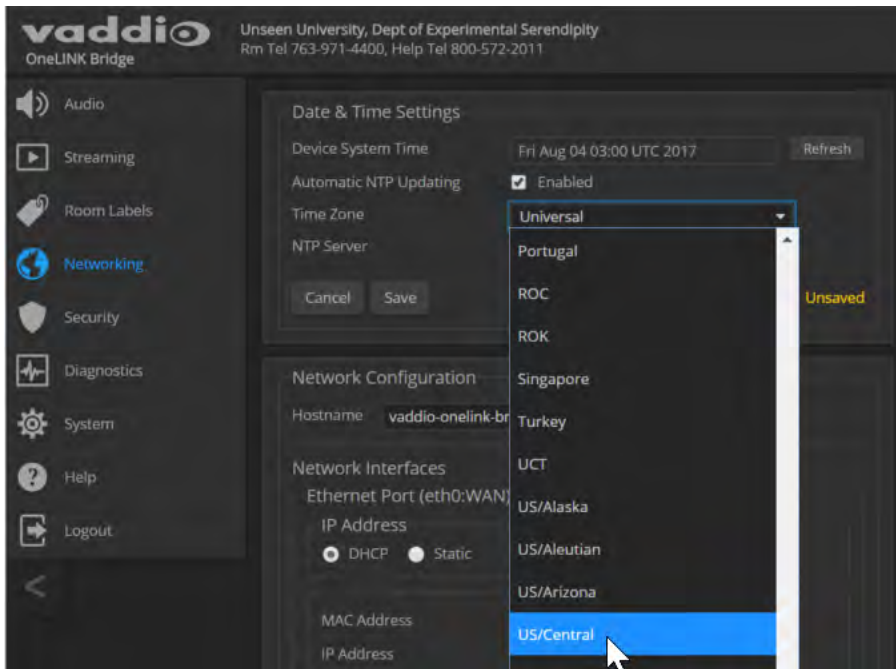 vaddio
OneLINK Bridge
Unseen University, Dept of Experimental Serendipity
Rm Tel 763-971-4400, Help Tel 800-572-2011
Audio
Streaming
Room Labels
Networking
Security
Diagnostics
System
Help
Logout
<
Date & Time Settings
Device System Time Fri Aug 04 03:00 UTC 2017 Refresh
Automatic NTP Updating Enabled
Time Zone Universal
NTP Server
Cancel Save Unsaved
Portugal
ROC
ROK
Singapore
Turkey
UCT
US/Alaska
US/Aleutian
US/Arizona
US/Central
Network Configuration
Hostname vaddio-onelink-br
Network Interfaces
Ethernet Port (eth0:WAN)
IP Address
DHCP Static
MAC Address
IP Address